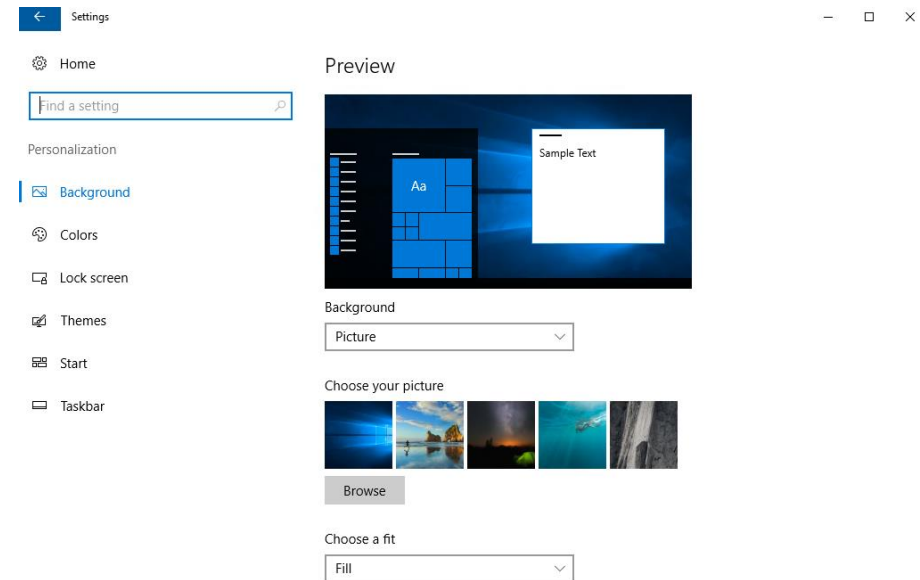 Settings
Home
Find a setting
Personalization
Background
Colors
Lock screen
Themes
Start
Taskbar
Preview
Aa
Sample Text
Background
Picture
Choose your picture
Browse
Choose a fit
Fill